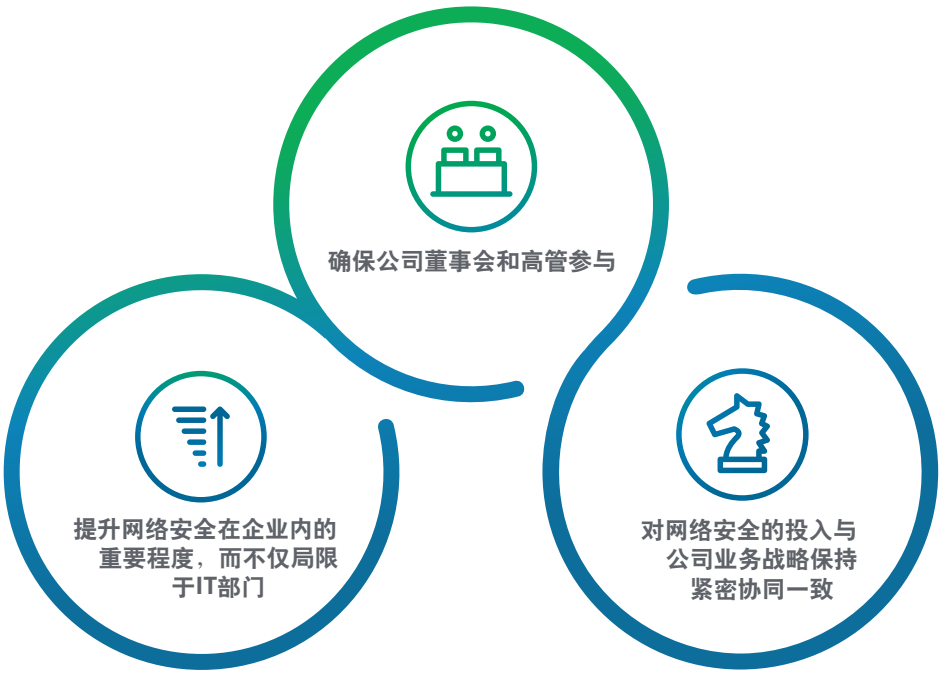 确保公司董事会和高管参与
提升网络安全在企业内的
重要程度，而不仅局限
于IT部门
对网络安全的投入与
公司业务战略保持
紧密协同一致